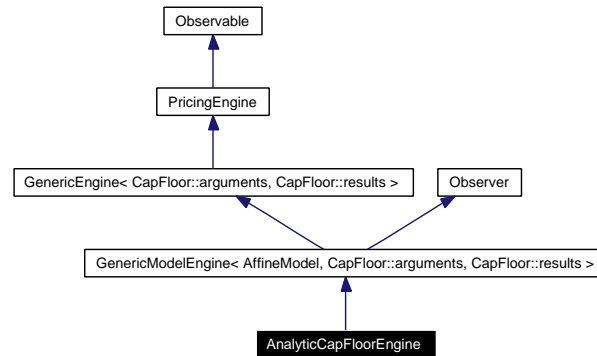 Observable
PricingEngine
GenericEngine< CapFloor::arguments, CapFloor::results >
Observer
GenericModelEngine< AffineModel, CapFloor::arguments, CapFloor::results >
AnalyticCapFloorEngine